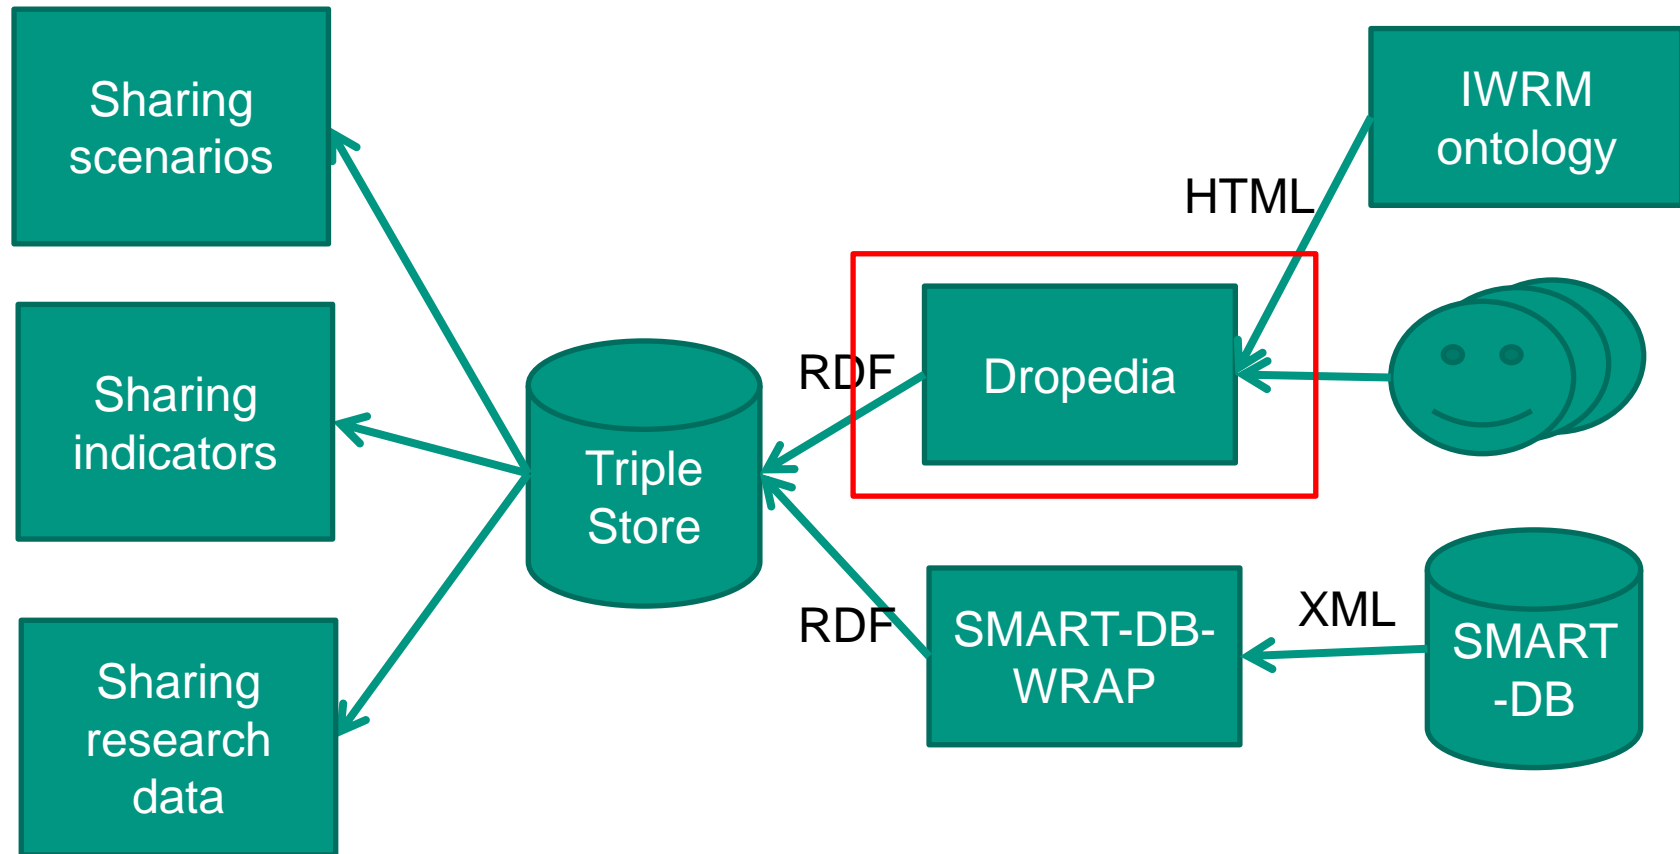 Sharing
scenarios
Sharing
indicators
Sharing
research
data
Triple
Store
RDF
RDF
HTML
Dropedia
SMART-DB-
WRAP
XML
IWRM
ontology
SMART
-DB